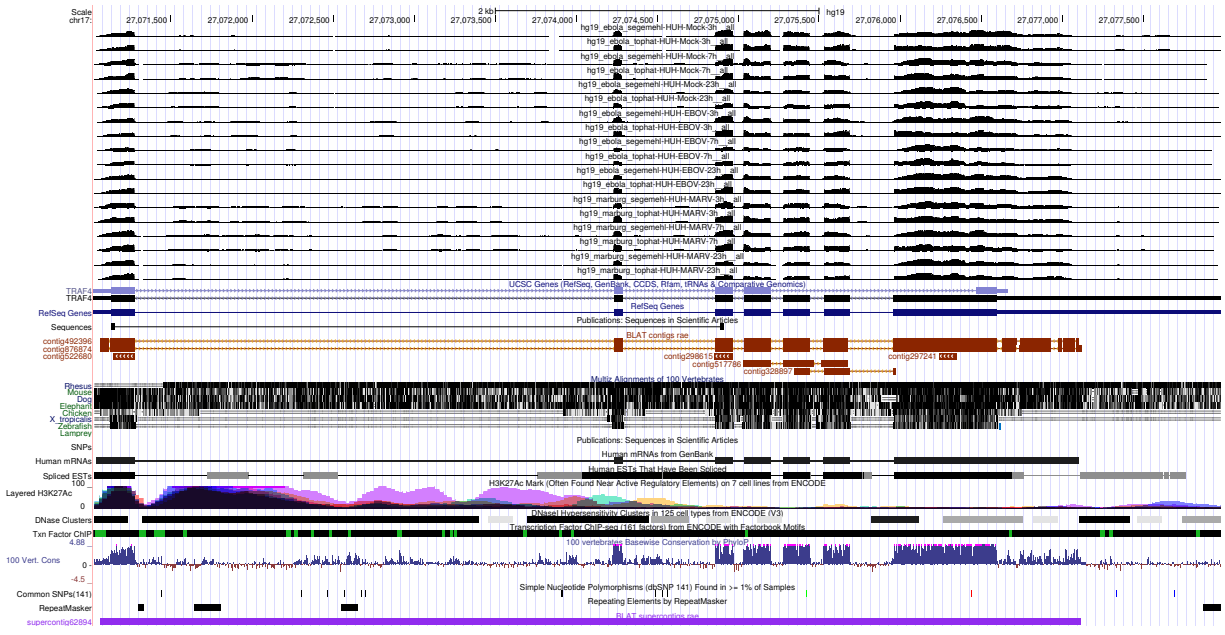 Scale 2 kb hg19
chr17: 27,071,500 27,072,000 27,072,500 27,073,000 27,073,500 27,074,000 27,074,500 27,075,000 27,075,500 27,076,000 27,076,500 27,077,000 27,077,500
hg19_ebola_segemehl-HUH-Mock-3h__all
hg19_ebola_tophat-HUH-Mock-3h__all
hg19_ebola_segemehl-HUH-Mock-7h__all
hg19_ebola_tophat-HUH-Mock-7h__all
hg19_ebola_segemehl-HUH-Mock-23h__all
hg19_ebola_tophat-HUH-Mock-23h__all
hg19_ebola_segemehl-HUH-EBOV-3h__all
hg19_ebola_tophat-HUH-EBOV-3h__all
hg19_ebola_segemehl-HUH-EBOV-7h__all
hg19_ebola_tophat-HUH-EBOV-7h__all
hg19_ebola_segemehl-HUH-EBOV-23h__all
hg19_ebola_tophat-HUH-EBOV-23h__all
hg19_marburg_segemehl-HUH-MARV-3h__all
hg19_marburg_tophat-HUH-MARV-3h__all
hg19_marburg_segemehl-HUH-MARV-7h__all
hg19_marburg_tophat-HUH-MARV-7h__all
hg19_marburg_segemehl-HUH-MARV-23h__all
hg19_marburg_tophat-HUH-MARV-23h__all
UCSC Genes (RefSeq, GenBank, CCDS, Rfam, tRNAs & Comparative Genomics)
TRAF4
TRAF4
RefSeq Genes
RefSeq Genes
Publications: Sequences in Scientific Articles
Sequences
BLAT contigs rae
contig492396
contig876874
contig522680 contig298615 contig297241
contig517786
contig328897
Multiz Alignments of 100 Vertebrates
Rhesus
Mouse
Dog
Elephant
Chicken
X_tropicalis
Zebrafish
Lamprey
Publications: Sequences in Scientific Articles
SNPs
Human mRNAs from GenBank
Human mRNAs
Human ESTs That Have Been Spliced
Spliced ESTs
H3K27Ac Mark (Often Found Near Active Regulatory Elements) on 7 cell lines from ENCODE
100
Layered H3K27Ac
0
DNaseI Hypersensitivity Clusters in 125 cell types from ENCODE (V3)
DNase Clusters
Transcription Factor ChIP-seq (161 factors) from ENCODE with Factorbook Motifs
Txn Factor ChIP
100 vertebrates Basewise Conservation by PhyloP
4.88
100 Vert. Cons
0
-4.5
Simple Nucleotide Polymorphisms (dbSNP 141) Found in >= 1% of Samples
Common SNPs(141)
Repeating Elements by RepeatMasker
RepeatMasker
BLAT supercontigs rae
supercontig62894